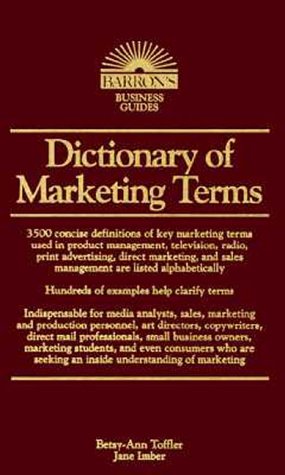 BARRON'S
BUSINESS
GUIDES
Dictionary of
Marketing Terms
3500 concise definitions of key marketing terms
used in product management, television, radio,
print advertising, direct marketing, and sales
management are listed alphabetically
Hundreds of examples help clarify terms
Indispensable for media analysts, sales, marketing
and production personnel, art directors, copywriters,
direct mail professionals, small business owners,
marketing students, and even consumers who are
seeking an inside understanding of marketing
Betsy-Ann Toffler
Jane Imber